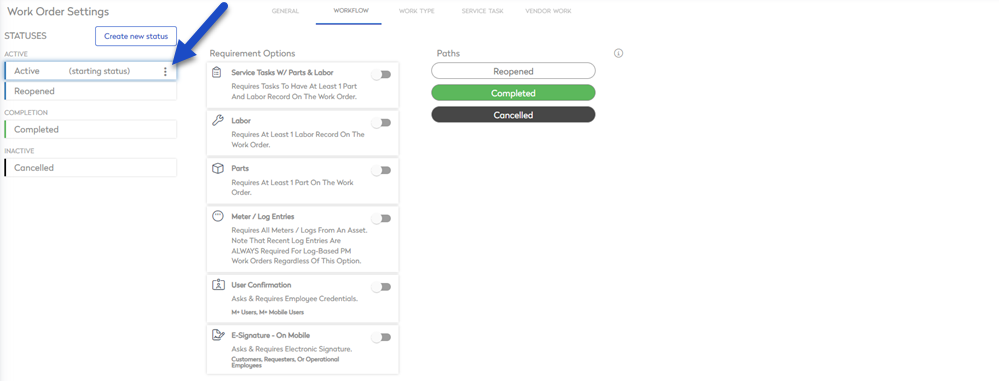 Work Order Settings
GENERAL
WORKFLOW
WORK TYPE
SERVICE TASK
VENDOR WORK
STATUSES
Create new status
ACTIVE
Active (starting status)
Reopened
COMPLETION
Completed
INACTIVE
Cancelled
Requirement Options
Service Tasks W/ Parts & Labor
Requires Tasks To Have At Least 1 Part
And Labor Record On The Work Order.
Labor
Requires At Least 1 Labor Record On The
Work Order.
Parts
Requires At Least 1 Part On The Work
Order.
Meter / Log Entries
Requires All Meters / Logs From An Asset.
Note That Recent Log Entries Are
ALWAYS Required For Log-Based PM
Work Orders Regardless Of This Option.
User Confirmation
Asks & Requires Employee Credentials.
M+ Users, M+ Mobile Users
E-Signature - On Mobile
Asks & Requires Electronic Signature.
Customers, Requesters, Or Operational
Employees
Paths
Reopened
Completed
Cancelled